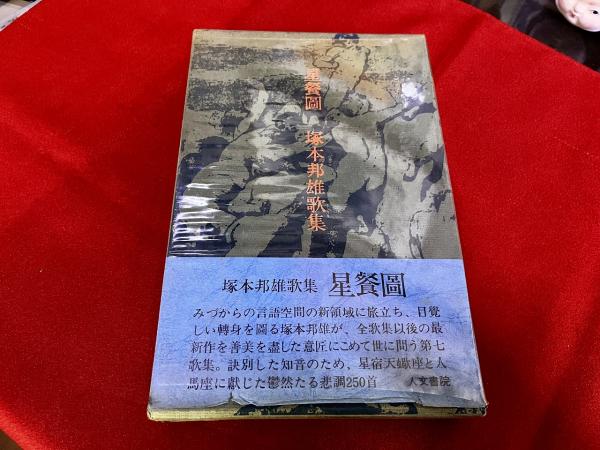 星餐圖 塚本邦雄歌集
塚本邦雄歌集 星餐圖
みづからの言語空間の新領域に旅立ち、目覚
しい轉身を圖る塚本邦雄が、全歌集以後の最
新作を善美を盡した意匠にこめて世に問う第七
歌集。訣別した知音のため、星宿天蠍座と人
馬座に獻じた鬱然たる悲調250首
人文書院